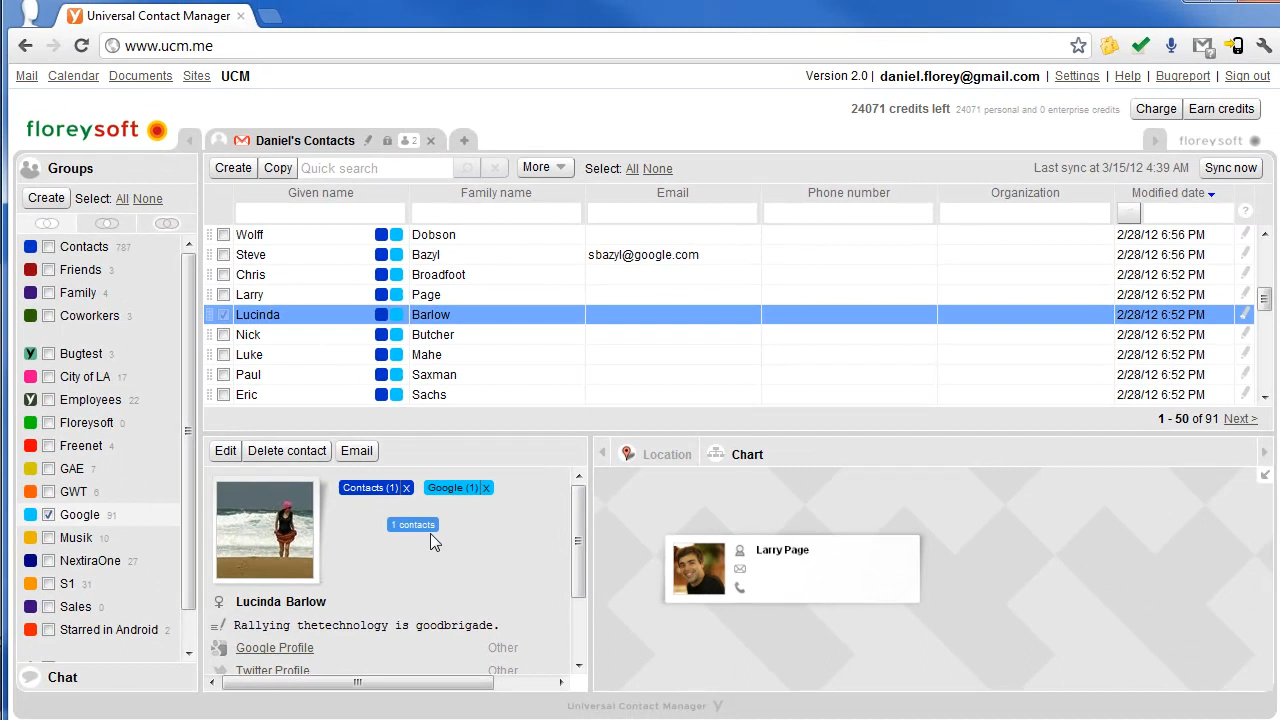 Universal Contact Manager
www.ucm.me
Mail Calendar Documents Sites UCM
Version 2.0 | daniel.florey@gmail.com | Settings | Help | Bugreport | Sign out
24071 credits left 24071 personal and 0 enterprise credits Charge Earn credits
floreysoft
Daniel's Contacts 2
floreysoft
Groups
Create Copy Quick search More Select: All None
Last sync at 3/15/12 4:39 AM Sync now
Create Select: All None
Given name Family name Email Phone number Organization Modified date
?
Contacts 787
Friends 3
Family 4
Coworkers 3
Bugtest 3
City of LA 17
Employees 22
Floreysoft 0
Freenet 4
GAE 7
GWT 6
Google 91
Musik 10
NextiraOne 27
S1 31
Sales 0
Starred in Android 2
Chat
Wolff Dobson 2/28/12 6:56 PM
Steve Bazyl sbazyl@google.com 2/28/12 6:56 PM
Chris Broadfoot 2/28/12 6:52 PM
Larry Page 2/28/12 6:52 PM
Lucinda Barlow 2/28/12 6:52 PM
Nick Butcher 2/28/12 6:52 PM
Luke Mahe 2/28/12 6:52 PM
Paul Saxman 2/28/12 6:52 PM
Eric Sachs 2/28/12 6:52 PM
1 - 50 of 91 Next >
Edit Delete contact Email
Contacts (1) x Google (1) x
1 contacts
Lucinda Barlow
Rallying thetechnology is goodbrigade.
Google Profile Other
Twitter Profile Other
Location Chart
Larry Page
Universal Contact Manager